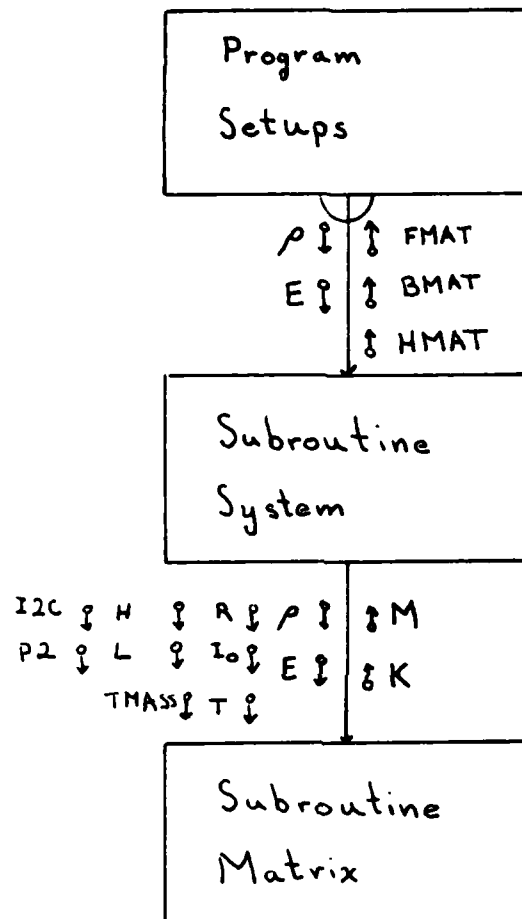 Program
Setups
ρ FMAT
E BMAT
HMAT
Subroutine
System
I2C H R ρ M
P2 L I₀ E K
TMASS T
Subroutine
Matrix